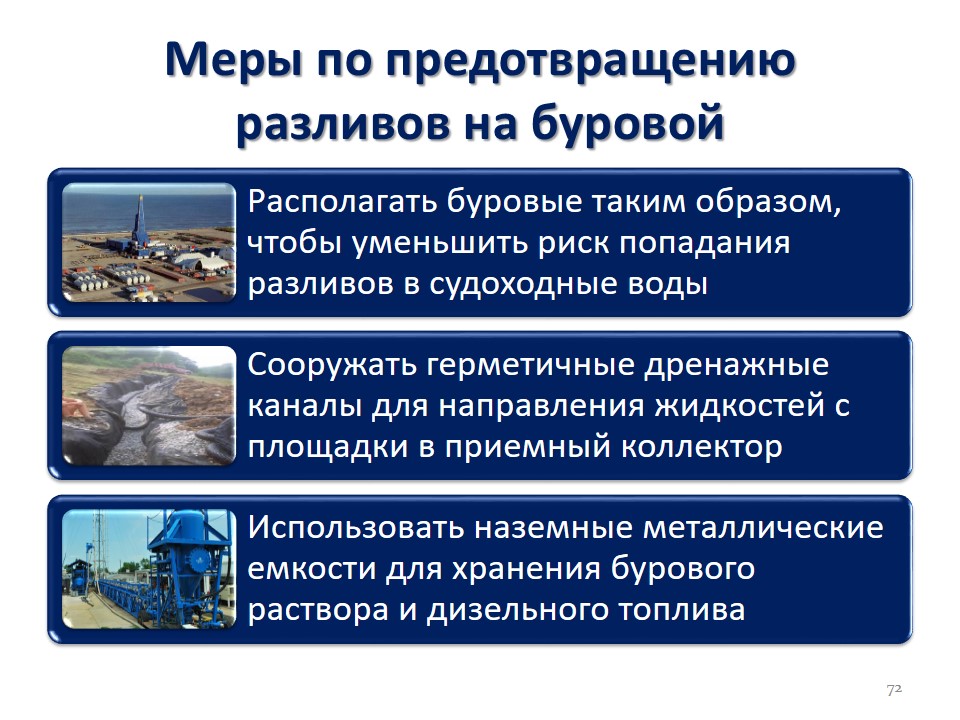 Меры по предотвращению
разливов на буровой
Располагать буровые таким образом,
чтобы уменьшить риск попадания
разливов в судоходные воды
Сооружать герметичные дренажные
каналы для направления жидкостей с
площадки в приемный коллектор
Использовать наземные металлические
емкости для хранения бурового
раствора и дизельного топлива
72